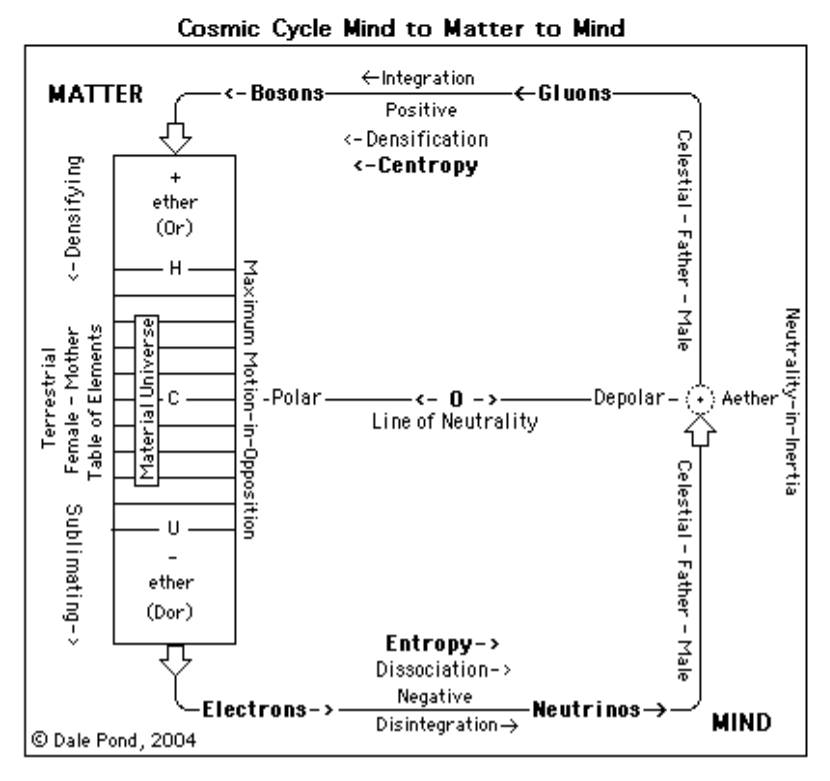 Cosmic Cycle Mind to Matter to Mind
MATTER
<-Bosons
←Integration
Positive
←Gluons
<-Densification
<-Centropy
+
ether
(Or)
H
C
U
-
ether
(Dor)
<-Densifying
Terrestrial
Female - Mother
Table of Elements
Sublimating->
Material Universe
Maximum Motion-in-Opposition
-Polar
<- 0 ->
Line of Neutrality
Depolar-
+
Aether
Celestial - Father - Male
Neutrality-in-Inertia
Celestial - Father - Male
Entropy->
Dissociation->
Electrons->
Negative
Disintegration→
Neutrinos→
MIND
© Dale Pond, 2004